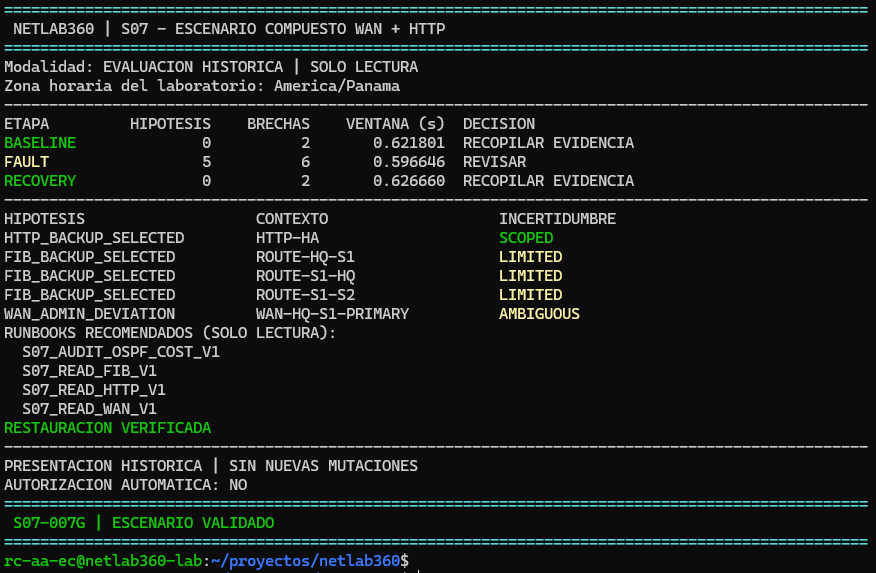 NETLAB360 | S07 - ESCENARIO COMPUESTO WAN + HTTP
Modalidad: EVALUACION HISTORICA | SOLO LECTURA
Zona horaria del laboratorio: America/Panama
ETAPA HIPOTESIS BRECHAS VENTANA (s) DECISION
BASELINE 0 2 0.621801 RECOPILAR EVIDENCIA
FAULT 5 6 0.596646 REVISAR
RECOVERY 0 2 0.626660 RECOPILAR EVIDENCIA
HIPOTESIS CONTEXTO INCERTIDUMBRE
HTTP_BACKUP_SELECTED HTTP-HA SCOPED
FIB_BACKUP_SELECTED ROUTE-HQ-S1 LIMITED
FIB_BACKUP_SELECTED ROUTE-S1-HQ LIMITED
FIB_BACKUP_SELECTED ROUTE-S1-S2 LIMITED
WAN_ADMIN_DEVIATION WAN-HQ-S1-PRIMARY AMBIGUOUS
RUNBOOKS RECOMENDADOS (SOLO LECTURA):
S07_AUDIT_OSPF_COST_V1
S07_READ_FIB_V1
S07_READ_HTTP_V1
S07_READ_WAN_V1
RESTAURACION VERIFICADA
PRESENTACION HISTORICA | SIN NUEVAS MUTACIONES
AUTORIZACION AUTOMATICA: NO
S07-007G | ESCENARIO VALIDADO
rc-aa-ec@netlab360-lab:~/proyectos/netlab360$